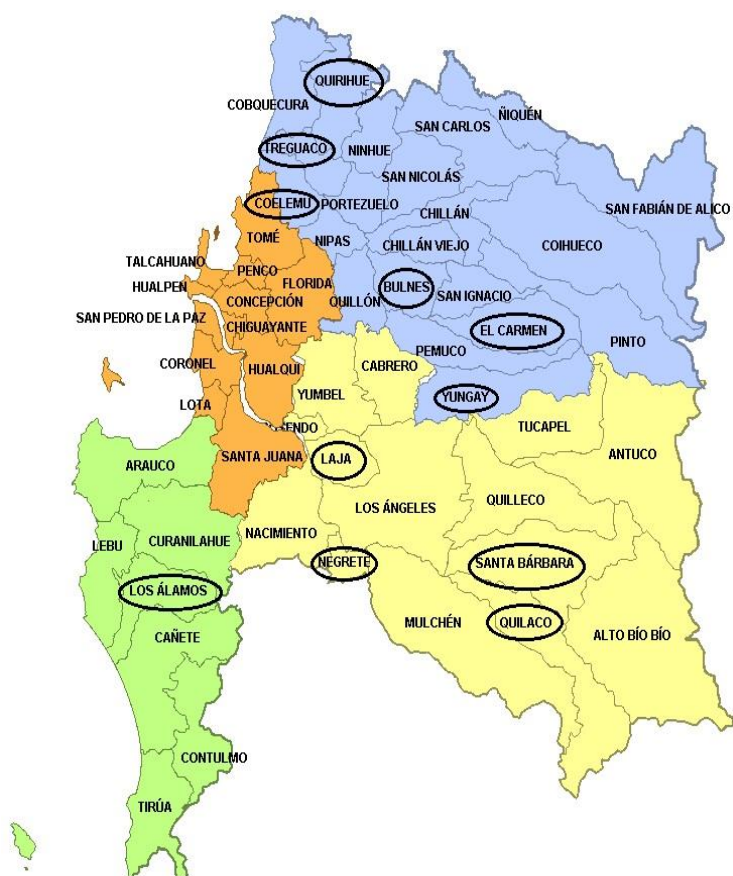 QUIRIHUE
COBQUECURA
ÑIQUÉN
SAN CARLOS
TREGUACO
NINHUE
SAN NICOLÁS
COELEMU
PORTEZUELO
SAN FABIÁN DE ALICO
CHILLÁN
TOMÉ
NIPAS
CHILLÁN VIEJO
COIHUECO
TALCAHUANO
PENCO
HUALPEN
FLORIDA
BULNES
CONCEPCIÓN
QUILLÓN
SAN IGNACIO
SAN PEDRO DE LA PAZ
CHIGUAYANTE
EL CARMEN
PINTO
PEMUCO
CORONEL
HUALQUI
CABRERO
YUMBEL
YUNGAY
LOTA
TUCAPEL
SENDO
ANTUCO
ARAUCO
SANTA JUANA
LAJA
QUILLECO
LOS ÁNGELES
NACIMIENTO
LEBU
CURANILAHUE
NEGRETE
SANTA BÁRBARA
LOS ÁLAMOS
MULCHÉN
QUILACO
CAÑETE
ALTO BÍO BÍO
CONTULMO
TIRÚA